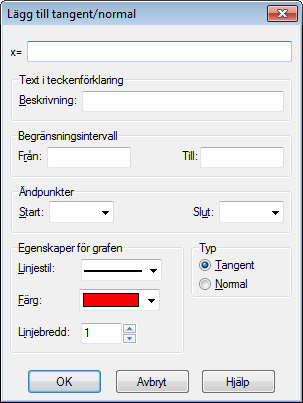 Lägg till tangent/normal
x=
Text i teckenförklaring
Beskrivning:
Begränsningsintervall
Från:
Till:
Ändpunkter
Start:
Slut:
Egenskaper för grafen
Linjestil:
Färg:
Linjebredd: 1
Typ
Tangent
Normal
OK
Avbryt
Hjälp